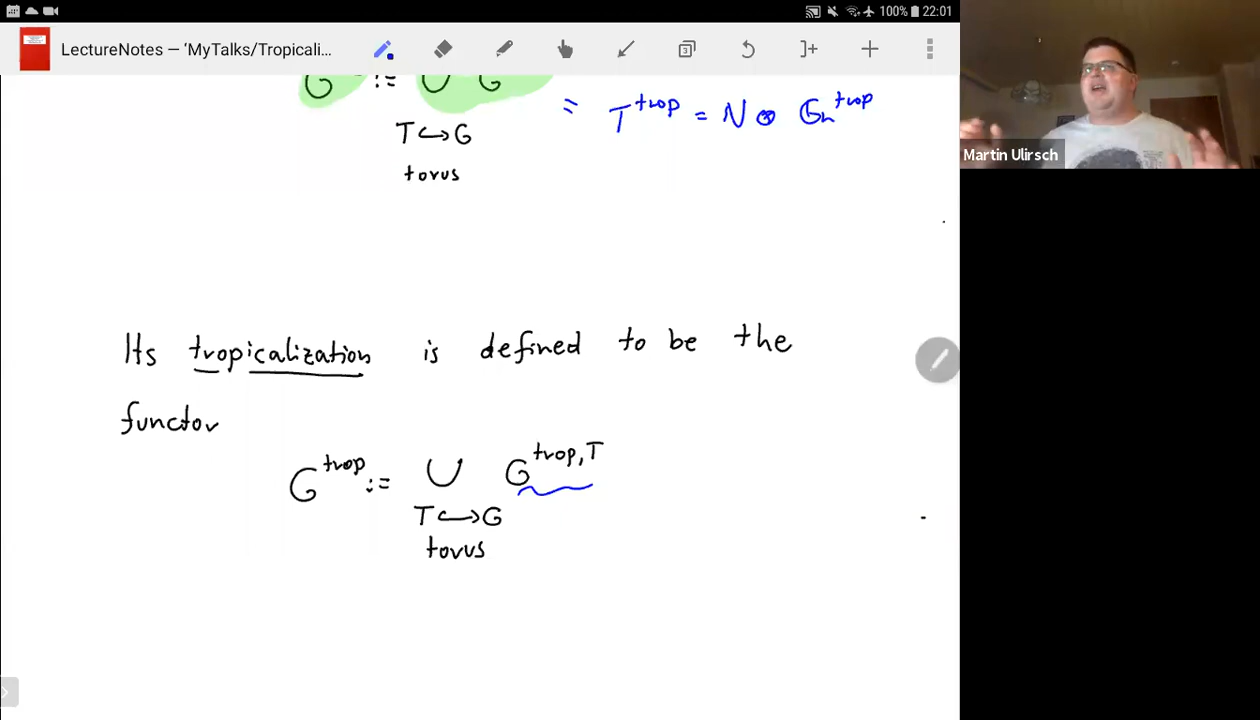 100% 22:01
LectureNotes – ‘MyTalks/Tropicali...
3
G := ∪ G
= T^trop = N ⊗ G_m^trop
T ↪ G
torus
Martin Ulirsch
Its tropicalization is defined to be the
functor
G^trop := ∪ G^trop,T
T ↪ G
torus